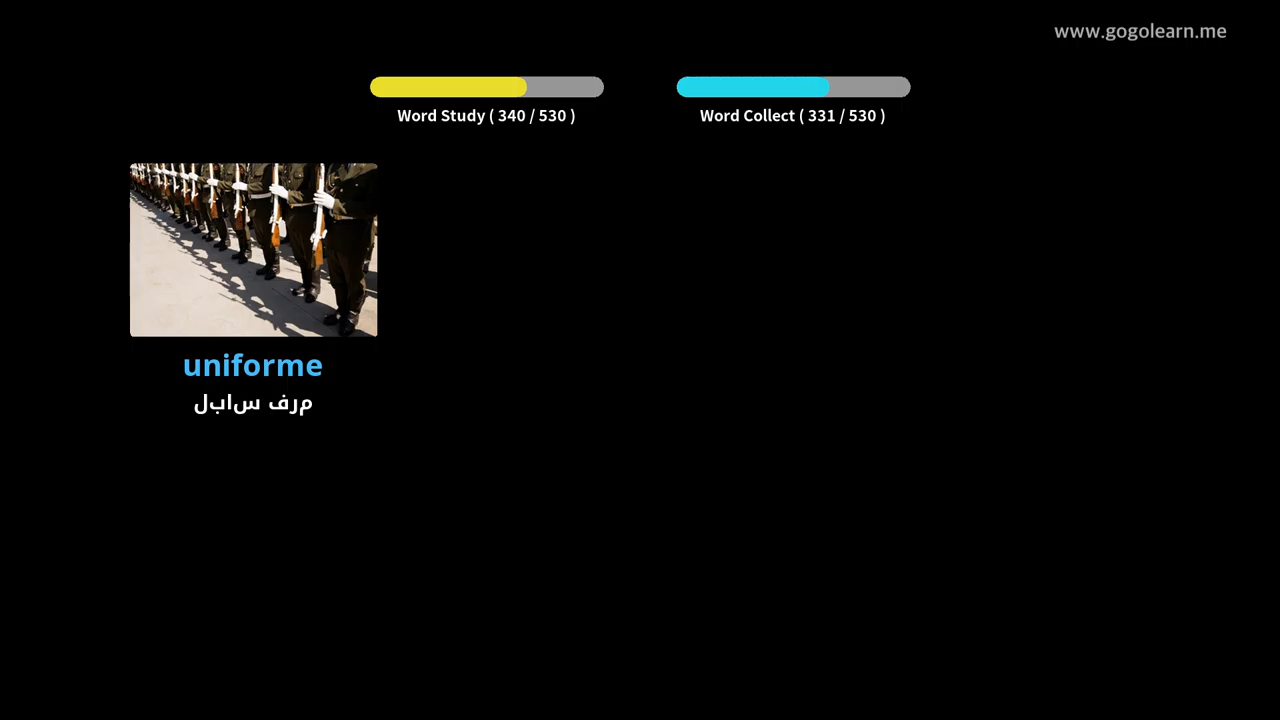 www.gogolearn.me
Word Study ( 340 / 530 )
Word Collect ( 331 / 530 )
uniforme
مرف سابل